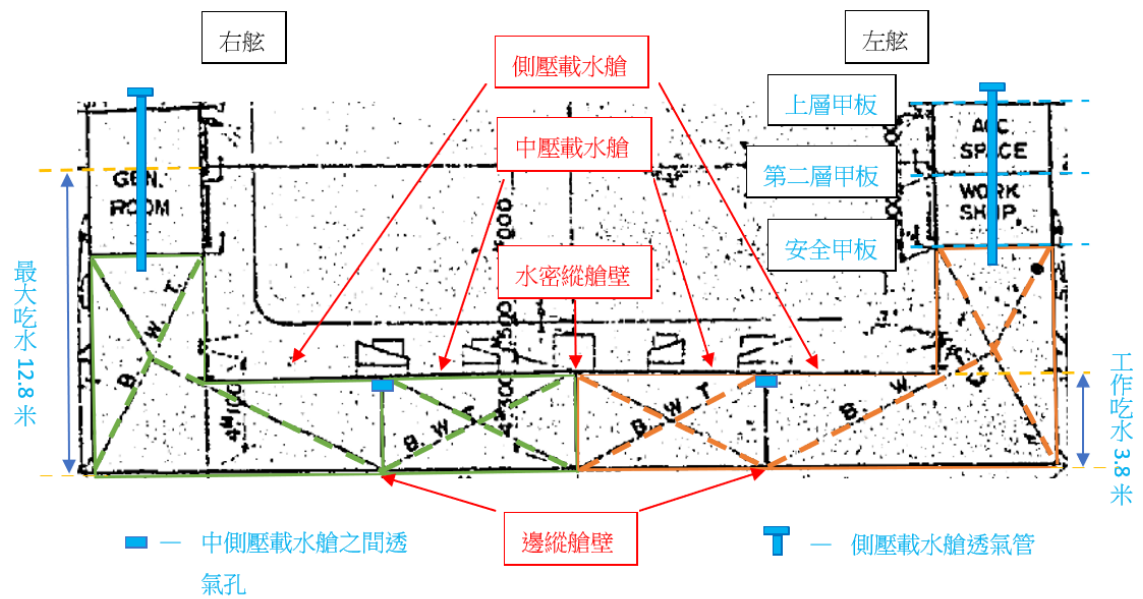 右舷
左舷
側壓載水艙
上層甲板
ACC
SPACE
中壓載水艙
GEN.
ROOM
第二層甲板
WORK
SHOP
安全甲板
水密縱艙壁
最大吃水 12.8 米
工作吃水 3.8 米
B. W. T.
B W T
B W T
B. W. T.
邊縱艙壁
— 中側壓載水艙之間透
氣孔
— 側壓載水艙透氣管